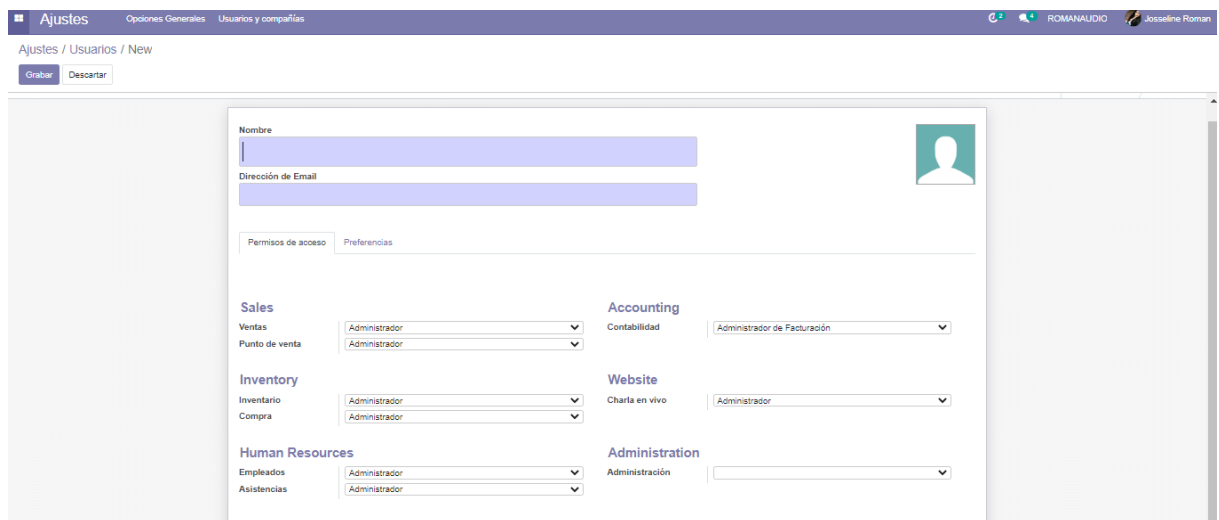 Ajustes Opciones Generales Usuarios y compañías 2 4 ROMANAUDIO Josseline Roman
Ajustes / Usuarios / New
Grabar Descartar
Nombre
Dirección de Email
Permisos de acceso Preferencias
Sales Accounting
Ventas Administrador Contabilidad Administrador de Facturación
Punto de venta Administrador
Inventory Website
Inventario Administrador Charla en vivo Administrador
Compra Administrador
Human Resources Administration
Empleados Administrador Administración
Asistencias Administrador